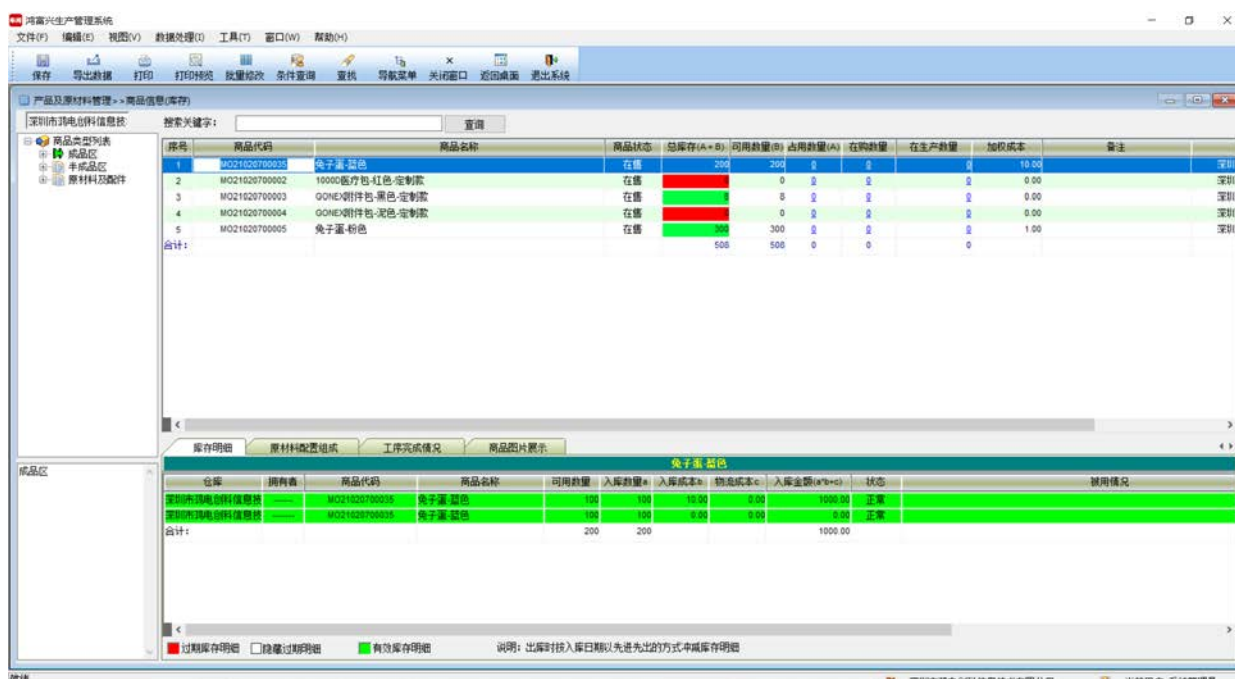 鸿富兴生产管理系统
文件(F) 编辑(E) 视图(V) 数据处理(I) 工具(T) 窗口(W) 帮助(H)
保存 导出数据 打印 打印预览 批量修改 条件查询 查找 导航菜单 关闭窗口 返回桌面 退出系统
产品及原材料管理>>商品信息(库存)
深圳市鸿电创科信息技 搜索关键字: 查询
商品类型列表
成品区
半成品区
原材料及配件
序号 商品代码 商品名称 商品状态 总库存(A+B) 可用数量(B) 占用数量(A) 在购数量 在生产数量 加权成本 备注
1 MO21020700035 兔子蛋-蓝色 在售 200 200 0 0 0 10.00 深圳
2 MO21020700002 1000D医疗包-红色-定制款 在售 0 0 0 0 0.00 深圳
3 MO21020700003 GONEX附件包-黑色-定制款 在售 8 8 0 0 0 0.00 深圳
4 MO21020700004 GONEX附件包-泥色-定制款 在售 0 0 0 0 0.00 深圳
5 MO21020700005 兔子蛋-粉色 在售 300 300 0 0 0 1.00 深圳
合计: 508 508 0 0 0
库存明细 原材料配置组成 工序完成情况 商品图片展示
成品区
兔子蛋-蓝色
仓库 拥有者 商品代码 商品名称 可用数量 入库数量a 入库成本b 物流成本c 入库金额(a*b+c) 状态 被用情况
深圳市鸿电创科信息技 ------ MO21020700035 兔子蛋-蓝色 100 100 10.00 0.00 1000.00 正常
深圳市鸿电创科信息技 ------ MO21020700035 兔子蛋-蓝色 100 100 0.00 0.00 0.00 正常
合计: 200 200 1000.00
过期库存明细 隐藏过期明细 有效库存明细 说明: 出库时按入库日期以先进先出的方式冲减库存明细